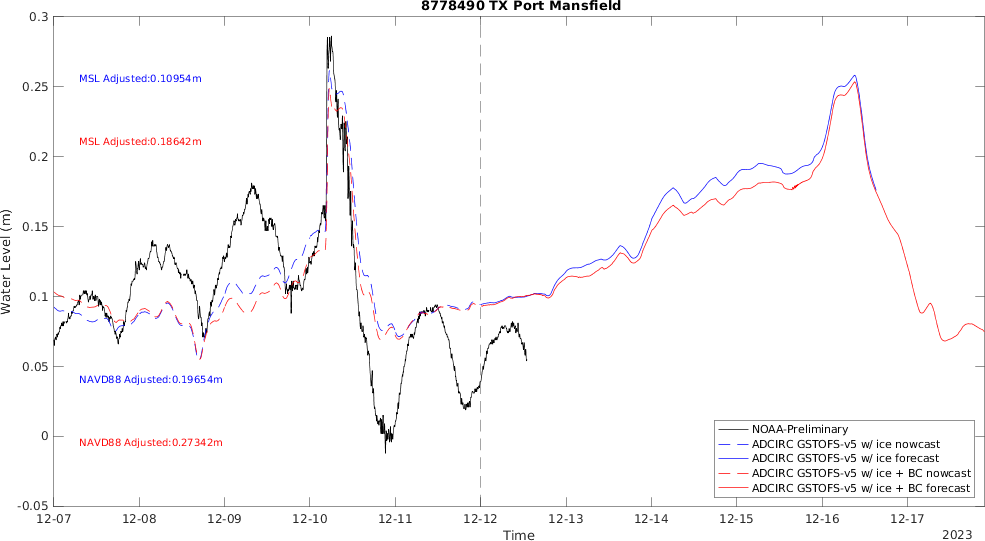 8778490 TX Port Mansfield
0.3
0.25
0.2
0.15
0.1
0.05
0
-0.05
Water Level (m)
MSL Adjusted:0.10954m
MSL Adjusted:0.18642m
NAVD88 Adjusted:0.19654m
NAVD88 Adjusted:0.27342m
NOAA-Preliminary
ADCIRC GSTOFS-v5 w/ ice nowcast
ADCIRC GSTOFS-v5 w/ ice forecast
ADCIRC GSTOFS-v5 w/ ice + BC nowcast
ADCIRC GSTOFS-v5 w/ ice + BC forecast
12-07 12-08 12-09 12-10 12-11 12-12 12-13 12-14 12-15 12-16 12-17
Time
2023